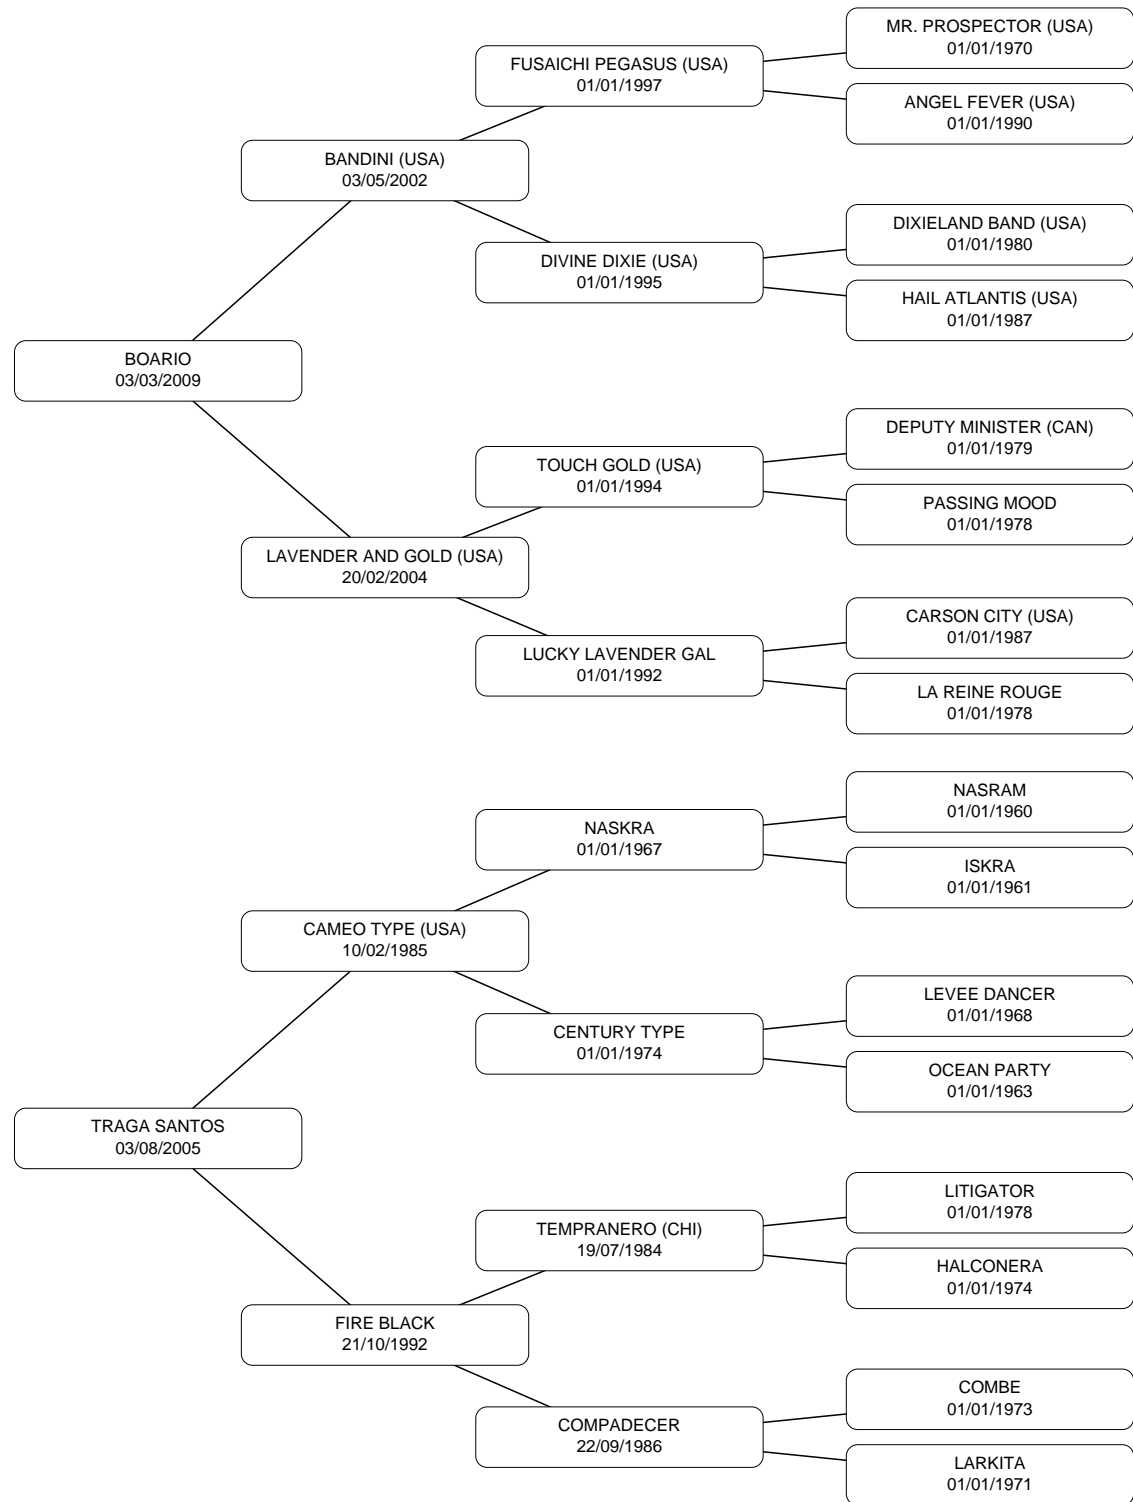 MR. PROSPECTOR (USA)
01/01/1970
FUSAICHI PEGASUS (USA)
01/01/1997
ANGEL FEVER (USA)
01/01/1990
BANDINI (USA)
03/05/2002
DIXIELAND BAND (USA)
01/01/1980
DIVINE DIXIE (USA)
01/01/1995
HAIL ATLANTIS (USA)
01/01/1987
BOARIO
03/03/2009
DEPUTY MINISTER (CAN)
01/01/1979
TOUCH GOLD (USA)
01/01/1994
PASSING MOOD
01/01/1978
LAVENDER AND GOLD (USA)
20/02/2004
CARSON CITY (USA)
01/01/1987
LUCKY LAVENDER GAL
01/01/1992
LA REINE ROUGE
01/01/1978
NASRAM
01/01/1960
NASKRA
01/01/1967
ISKRA
01/01/1961
CAMEO TYPE (USA)
10/02/1985
LEVEE DANCER
01/01/1968
CENTURY TYPE
01/01/1974
OCEAN PARTY
01/01/1963
TRAGA SANTOS
03/08/2005
LITIGATOR
01/01/1978
TEMPRANERO (CHI)
19/07/1984
HALCONERA
01/01/1974
FIRE BLACK
21/10/1992
COMBE
01/01/1973
COMPADECER
22/09/1986
LARKITA
01/01/1971